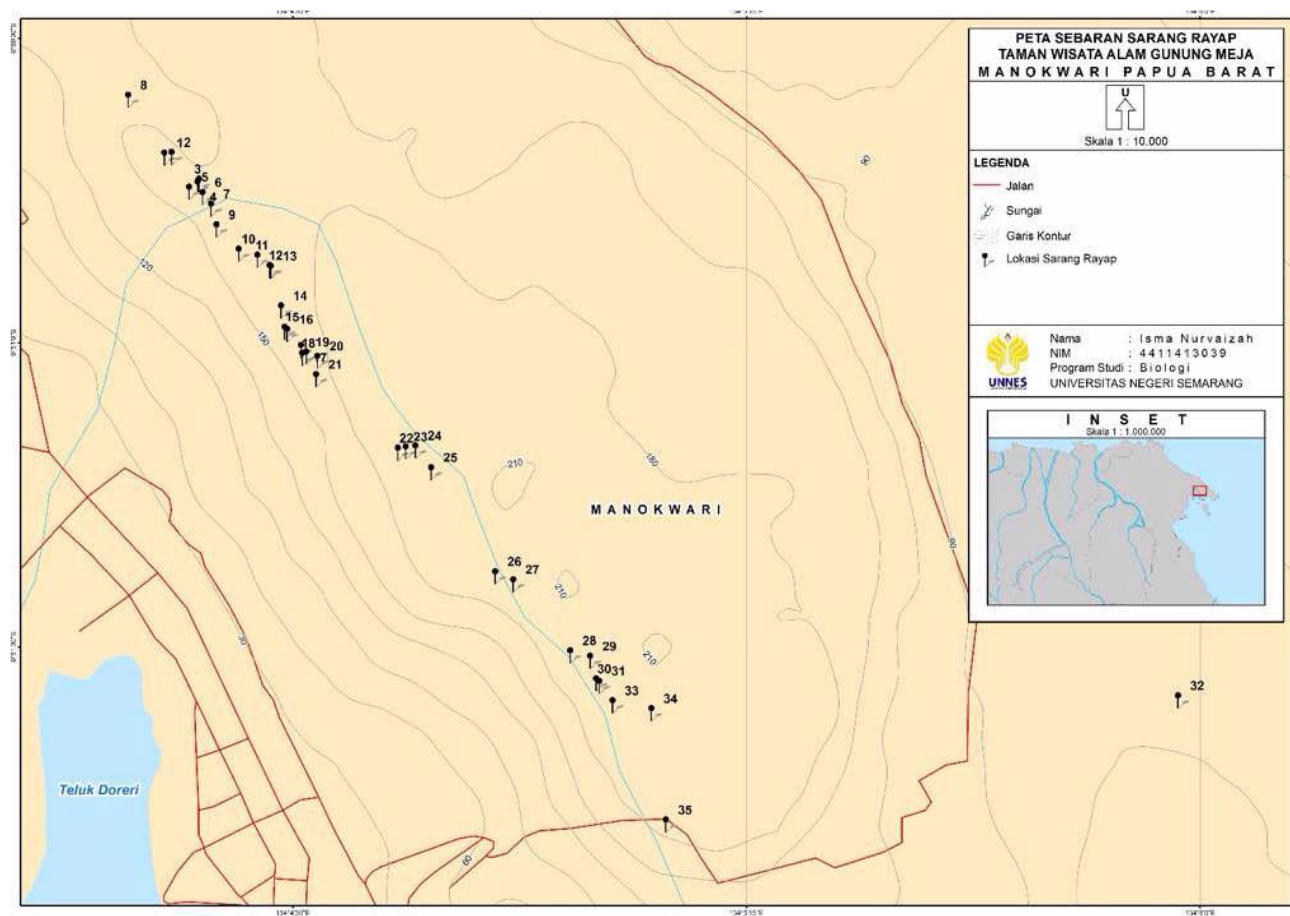 PETA SEBARAN SARANG RAYAP
TAMAN WISATA ALAM GUNUNG MEJA
MANOKWARI PAPUA BARAT
U
Skala 1 : 10.000
LEGENDA
Jalan
Sungai
Garis Kontur
Lokasi Sarang Rayap
UNNES
Nama : Isma Nurvaizah
NIM : 4411413039
Program Studi : Biologi
UNIVERSITAS NEGERI SEMARANG
INSET
Skala 1 : 1.000.000
8
12
3
5
6
4
7
9
10
11
12
13
14
15
16
18
19
20
7
21
22
23
24
25
26
27
28
29
30
31
33
34
32
35
120
150
210
180
210
210
90
90
30
60
MANOKWARI
Teluk Doreri